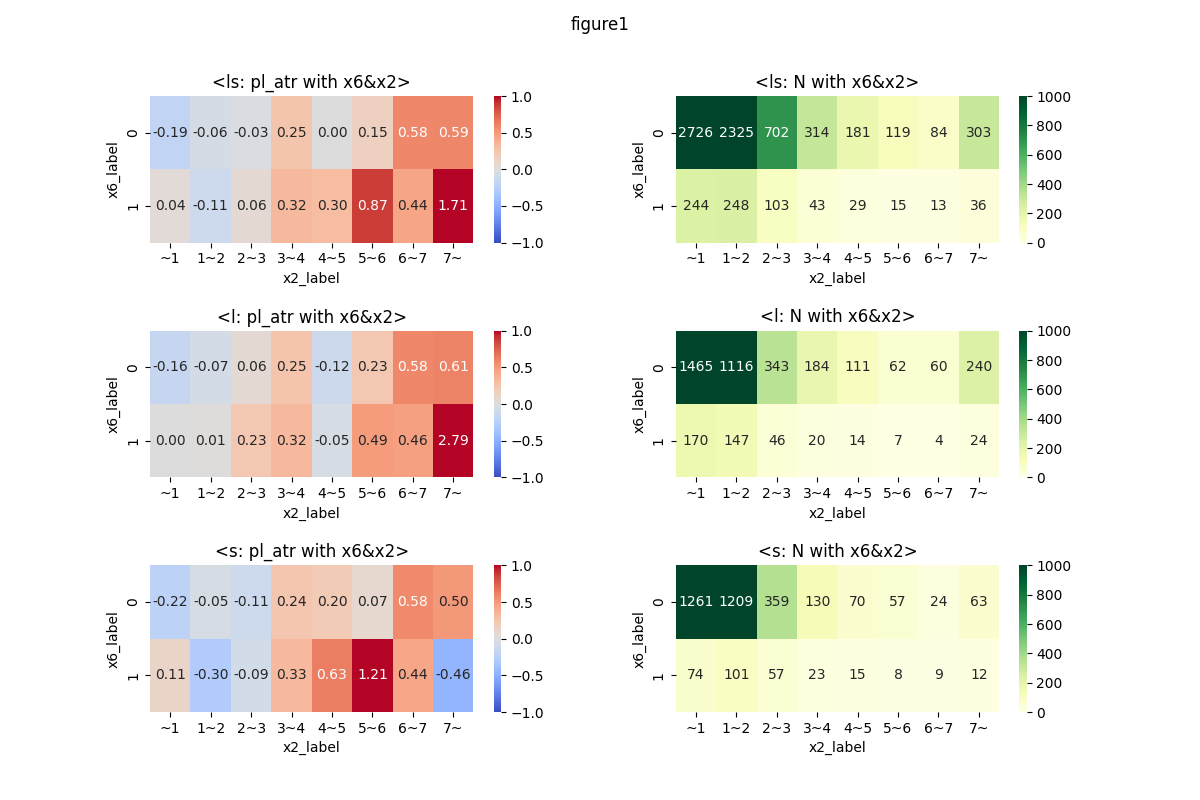 figure1
<ls: pl_atr with x6&x2>
x6_label
0 -0.19 -0.06 -0.03 0.25 0.00 0.15 0.58 0.59
1 0.04 -0.11 0.06 0.32 0.30 0.87 0.44 1.71
~1 1~2 2~3 3~4 4~5 5~6 6~7 7~
x2_label
1.0
0.5
0.0
−0.5
−1.0
<ls: N with x6&x2>
x6_label
0 2726 2325 702 314 181 119 84 303
1 244 248 103 43 29 15 13 36
~1 1~2 2~3 3~4 4~5 5~6 6~7 7~
x2_label
1000
800
600
400
200
0
<l: pl_atr with x6&x2>
x6_label
0 -0.16 -0.07 0.06 0.25 -0.12 0.23 0.58 0.61
1 0.00 0.01 0.23 0.32 -0.05 0.49 0.46 2.79
~1 1~2 2~3 3~4 4~5 5~6 6~7 7~
x2_label
1.0
0.5
0.0
−0.5
−1.0
<l: N with x6&x2>
x6_label
0 1465 1116 343 184 111 62 60 240
1 170 147 46 20 14 7 4 24
~1 1~2 2~3 3~4 4~5 5~6 6~7 7~
x2_label
1000
800
600
400
200
0
<s: pl_atr with x6&x2>
x6_label
0 -0.22 -0.05 -0.11 0.24 0.20 0.07 0.58 0.50
1 0.11 -0.30 -0.09 0.33 0.63 1.21 0.44 -0.46
~1 1~2 2~3 3~4 4~5 5~6 6~7 7~
x2_label
1.0
0.5
0.0
−0.5
−1.0
<s: N with x6&x2>
x6_label
0 1261 1209 359 130 70 57 24 63
1 74 101 57 23 15 8 9 12
~1 1~2 2~3 3~4 4~5 5~6 6~7 7~
x2_label
1000
800
600
400
200
0